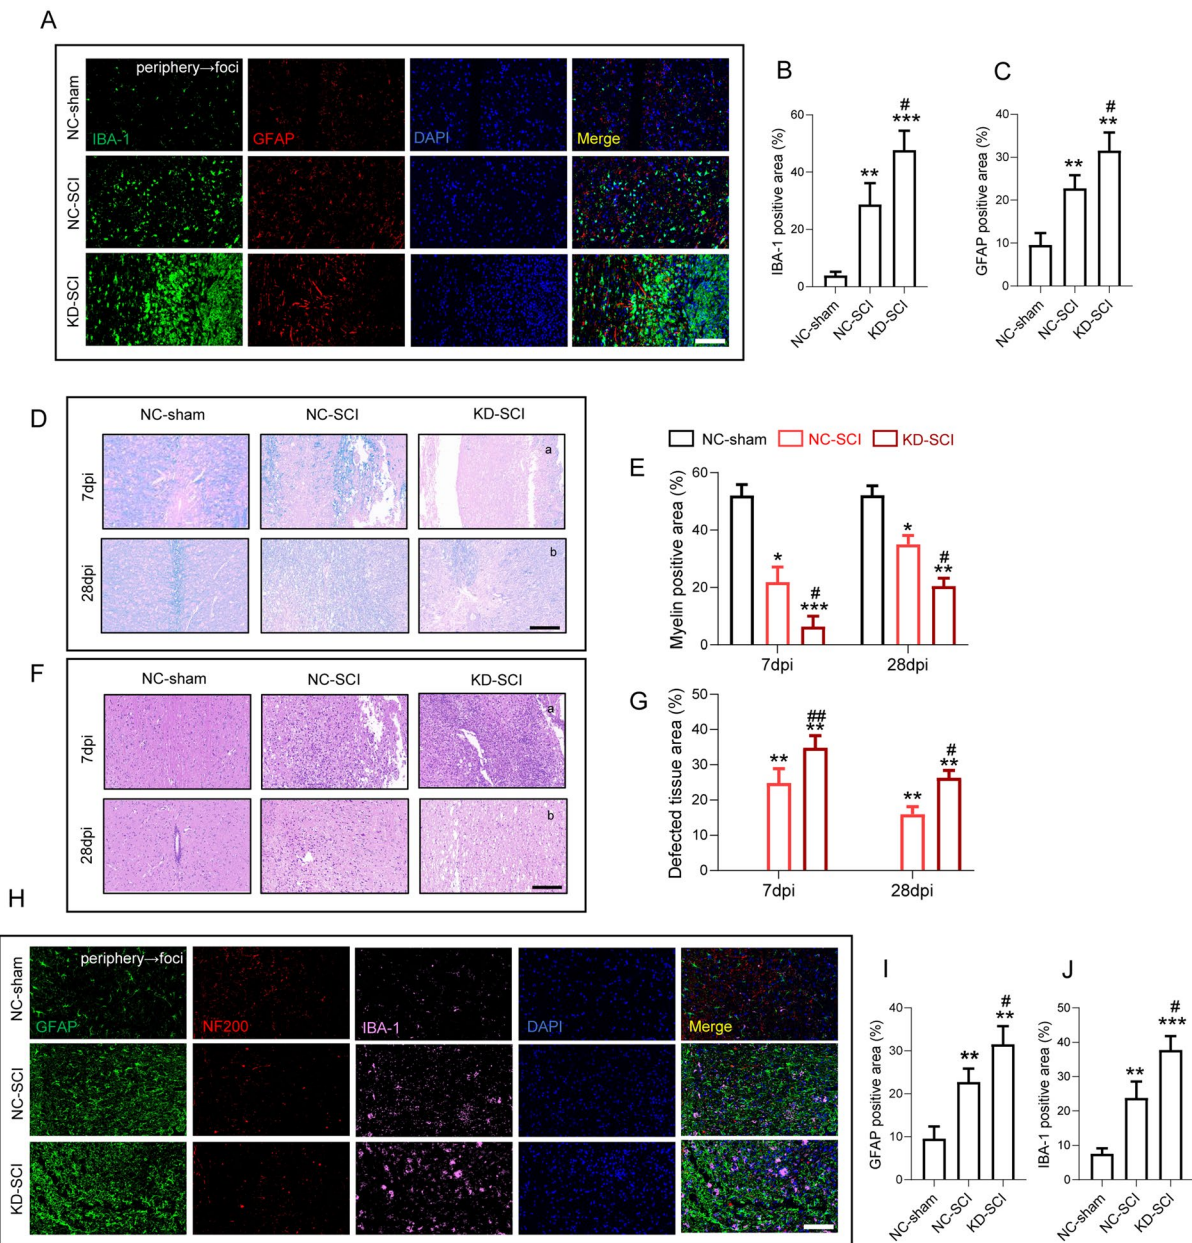 A
periphery→foci
NC-sham
IBA-1
GFAP
DAPI
Merge
NC-SCI
KD-SCI
B
#
***
**
60
40
20
0
IBA-1 positive area (%)
NC-sham
NC-SCI
KD-SCI
C
#
**
**
40
30
20
10
0
GFAP positive area (%)
NC-sham
NC-SCI
KD-SCI
D
NC-sham
NC-SCI
KD-SCI
7dpi
a
28dpi
b
NC-sham
NC-SCI
KD-SCI
E
60
40
20
0
Myelin positive area (%)
*
#
***
*
#
**
7dpi
28dpi
F
NC-sham
NC-SCI
KD-SCI
7dpi
a
28dpi
b
G
50
40
30
20
10
0
Defected tissue area (%)
**
##
**
**
#
**
7dpi
28dpi
H
periphery→foci
NC-sham
GFAP
NF200
IBA-1
DAPI
Merge
NC-SCI
KD-SCI
I
#
**
**
40
30
20
10
0
GFAP positive area (%)
NC-sham
NC-SCI
KD-SCI
J
#
***
**
50
40
30
20
10
0
IBA-1 positive area (%)
NC-sham
NC-SCI
KD-SCI